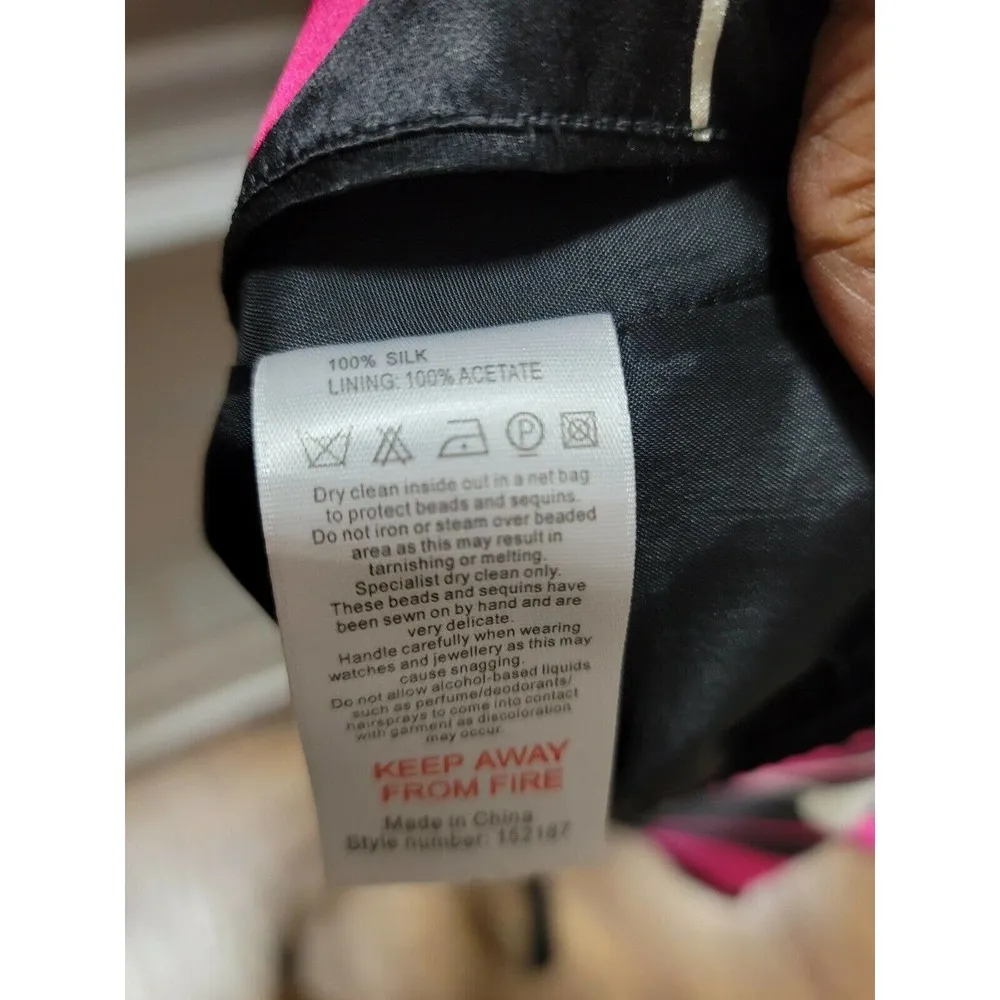 100% SILK
LINING: 100% ACETATE
P
Dry clean inside out in a net bag
to protect beads and sequins.
Do not iron or steam over beaded
area as this may result in
tarnishing or melting.
Specialist dry clean only.
These beads and sequins have
been sewn on by hand and are
very delicate.
Handle carefully when wearing
watches and jewellery as this may
cause snagging.
Do not allow alcohol-based liquids
such as perfume/deodorants/
hairsprays to come into contact
with garment as discoloration
may occur.
KEEP AWAY
FROM FIRE
Made in China
Style number: 152187